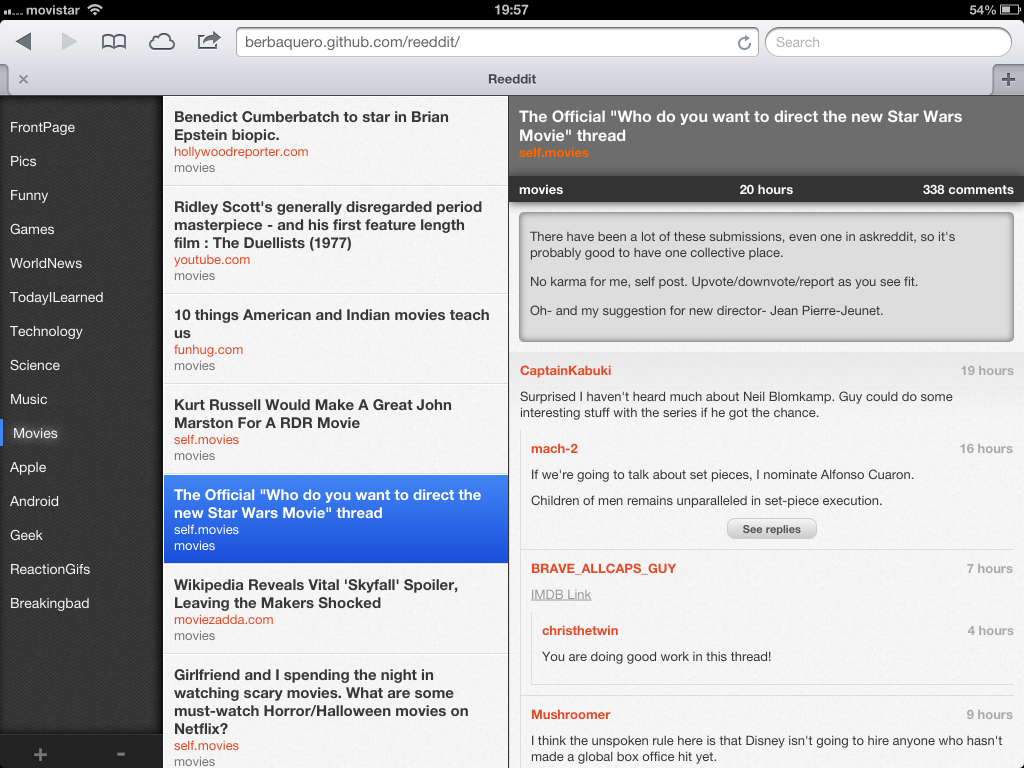 movistar
19:57
54%
berbaquero.github.com/reeddit/
Search
Reeddit
FrontPage
Pics
Funny
Games
WorldNews
TodayILearned
Technology
Science
Music
Movies
Apple
Android
Geek
ReactionGifs
Breakingbad
+
-
Benedict Cumberbatch to star in Brian
Epstein biopic.
hollywoodreporter.com
movies
Ridley Scott's generally disregarded period
masterpiece - and his first feature length
film : The Duellists (1977)
youtube.com
movies
10 things American and Indian movies teach
us
funhug.com
movies
Kurt Russell Would Make A Great John
Marston For A RDR Movie
self.movies
movies
The Official "Who do you want to direct the
new Star Wars Movie" thread
self.movies
movies
Wikipedia Reveals Vital 'Skyfall' Spoiler,
Leaving the Makers Shocked
moviezadda.com
movies
Girlfriend and I spending the night in
watching scary movies. What are some
must-watch Horror/Halloween movies on
Netflix?
self.movies
movies
The Official "Who do you want to direct the new Star Wars
Movie" thread
self.movies
movies 20 hours 338 comments
There have been a lot of these submissions, even one in askreddit, so it's
probably good to have one collective place.
No karma for me, self post. Upvote/downvote/report as you see fit.
Oh- and my suggestion for new director- Jean Pierre-Jeunet.
CaptainKabuki 19 hours
Surprised I haven't heard much about Neil Blomkamp. Guy could do some
interesting stuff with the series if he got the chance.
mach-2 16 hours
If we're going to talk about set pieces, I nominate Alfonso Cuaron.
Children of men remains unparalleled in set-piece execution.
See replies
BRAVE_ALLCAPS_GUY 7 hours
IMDB Link
christhetwin 4 hours
You are doing good work in this thread!
Mushroomer 9 hours
I think the unspoken rule here is that Disney isn't going to hire anyone who hasn't
made a global box office hit yet.